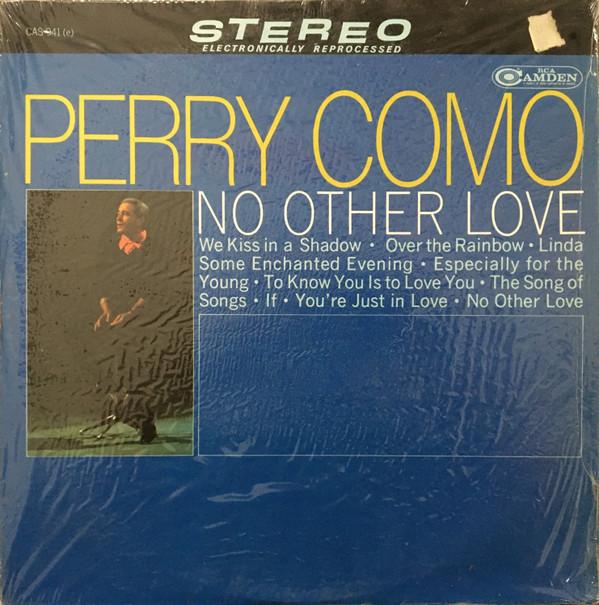 STEREO
CAS-941 (e)
ELECTRONICALLY REPROCESSED
RCA
CAMDEN
PERRY COMO
NO OTHER LOVE
We Kiss in a Shadow • Over the Rainbow • Linda
Some Enchanted Evening • Especially for the
Young • To Know You Is to Love You • The Song of
Songs • If • You're Just in Love • No Other Love